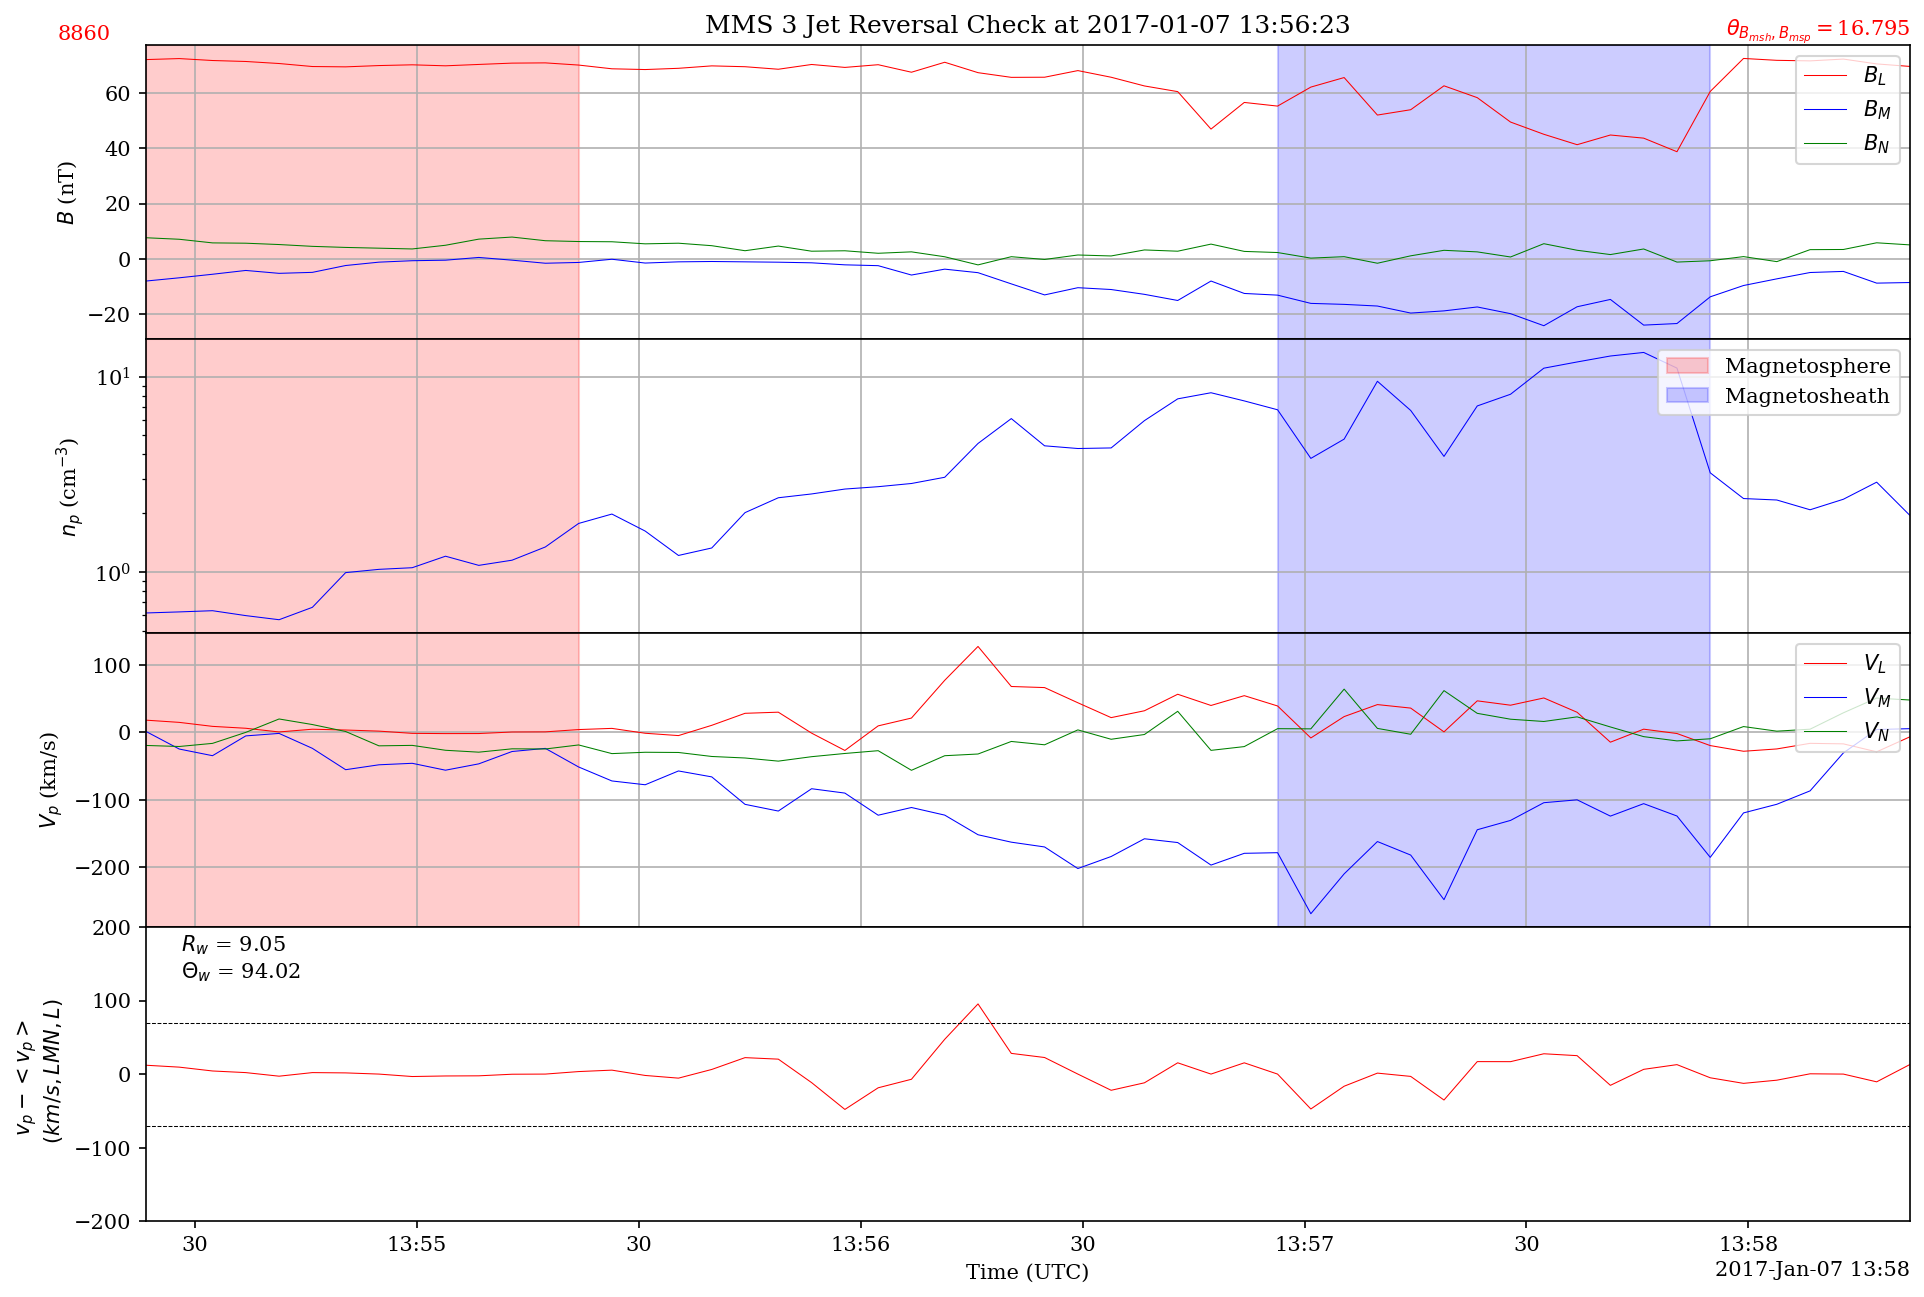 MMS 3 Jet Reversal Check at 2017-01-07 13:56:23
8860
θ_{B_{msh}, B_{msp}} = 16.795
B (nT)
60
40
20
0
−20
B_L
B_M
B_N
n_p (cm^{−3})
10^1
10^0
Magnetosphere
Magnetosheath
V_p (km/s)
100
0
−100
−200
V_L
V_M
V_N
v_p − < v_p >
(km/s, LMN, L)
200
100
0
−100
−200
R_w = 9.05
Θ_w = 94.02
30 13:55 30 13:56 30 13:57 30 13:58
Time (UTC)
2017-Jan-07 13:58